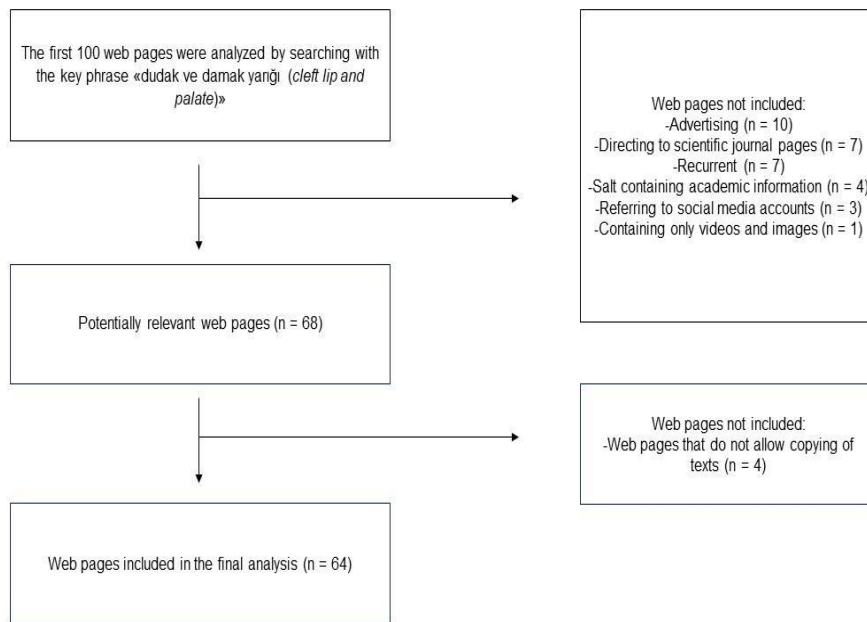 The first 100 web pages were analyzed by searching with
the key phrase «dudak ve damak yarığı (cleft lip and
palate)»
Web pages not included:
-Advertising (n = 10)
-Directing to scientific journal pages (n = 7)
-Recurrent (n = 7)
-Salt containing academic information (n = 4)
-Referring to social media accounts (n = 3)
-Containing only videos and images (n = 1)
Potentially relevant web pages (n = 68)
Web pages not included:
-Web pages that do not allow copying of
texts (n = 4)
Web pages included in the final analysis (n = 64)